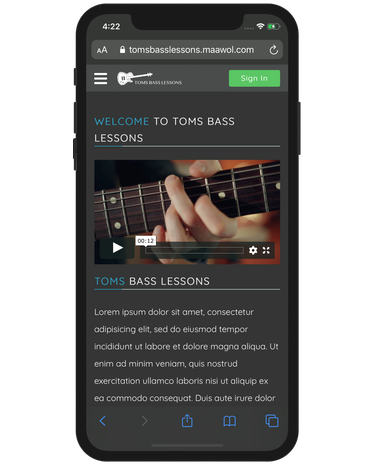 4:22
AA tomsbasslessons.maawol.com
TOMS BASS LESSONS
Sign In
WELCOME TO TOMS BASS
LESSONS
00:12
TOMS BASS LESSONS
Lorem ipsum dolor sit amet, consectetur
adipisicing elit, sed do eiusmod tempor
incididunt ut labore et dolore magna aliqua. Ut
enim ad minim veniam, quis nostrud
exercitation ullamco laboris nisi ut aliquip ex
ea commodo consequat. Duis aute irure dolor